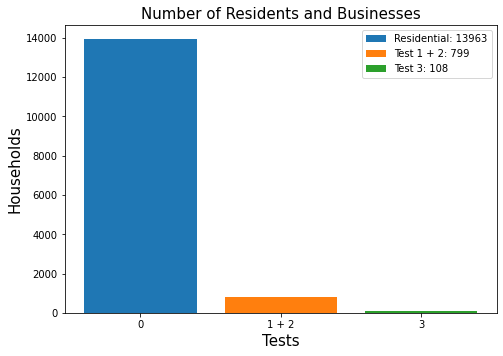 Number of Residents and Businesses
Residential: 13963
Test 1 + 2: 799
Test 3: 108
Households
14000
12000
10000
8000
6000
4000
2000
0
0
1 + 2
3
Tests